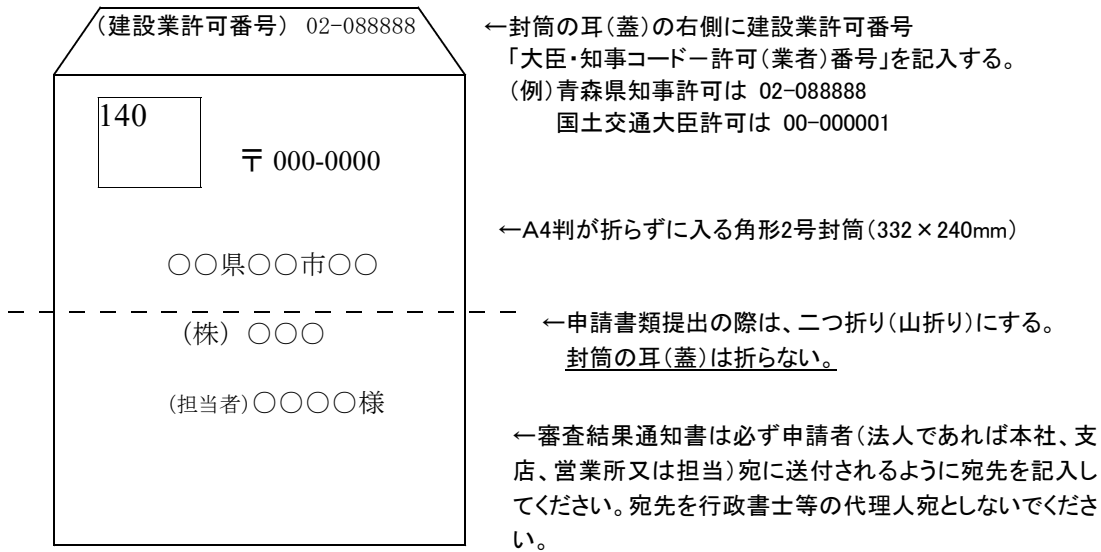 （建設業許可番号） 02-088888
140
〒 000-0000
○○県○○市○○
（株） ○○○
（担当者）○○○○様
←封筒の耳（蓋）の右側に建設業許可番号
「大臣・知事コード－許可（業者）番号」を記入する。
（例）青森県知事許可は 02-088888
国土交通大臣許可は 00-000001
←A4判が折らずに入る角形2号封筒（332×240mm）
←申請書類提出の際は、二つ折り（山折り）にする。
封筒の耳（蓋）は折らない。
←審査結果通知書は必ず申請者（法人であれば本社、支
店、営業所又は担当）宛に送付されるように宛先を記入し
てください。宛先を行政書士等の代理人宛としないでくださ
い。